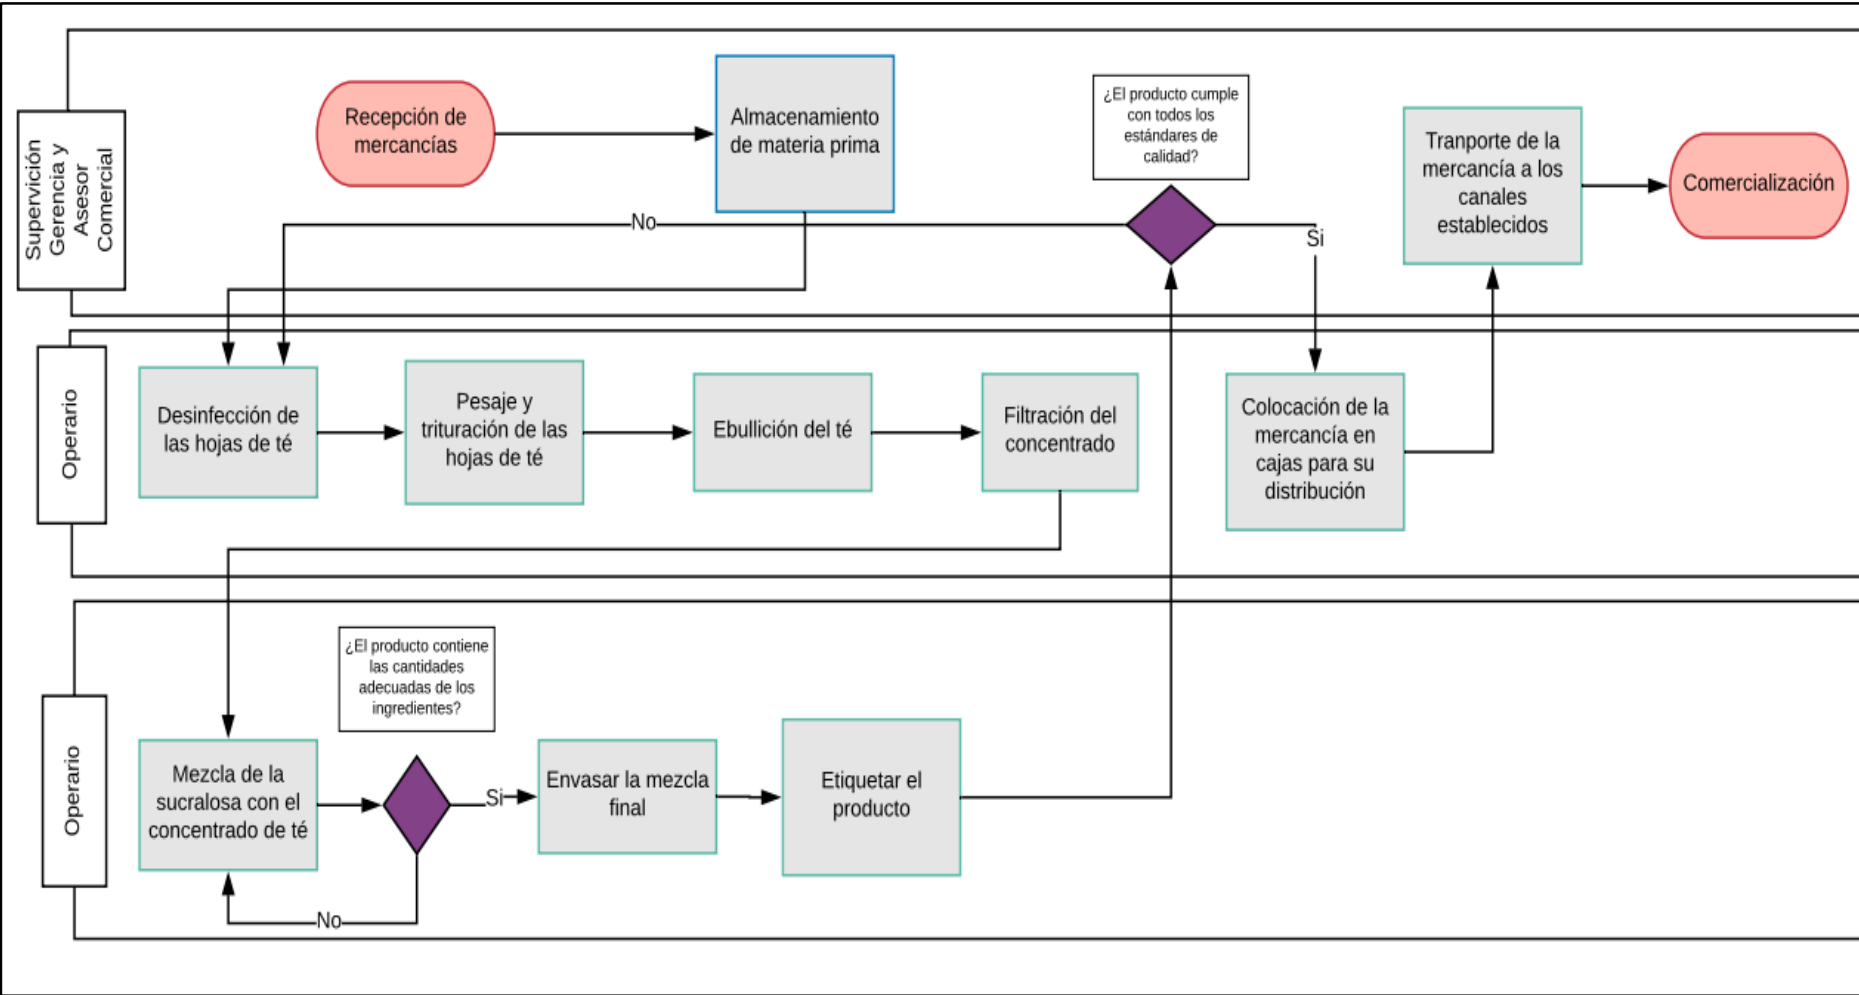 Supervición
Gerencia y
Asesor
Comercial
Recepción de
mercancías
Almacenamiento
de materia prima
¿El producto cumple
con todos los
estándares de
calidad?
Tranporte de la
mercancía a los
canales
establecidos
Comercialización
No
Si
Operario
Desinfección de
las hojas de té
Pesaje y
trituración de las
hojas de té
Ebullición del té
Filtración del
concentrado
Colocación de la
mercancía en
cajas para su
distribución
Operario
¿El producto contiene
las cantidades
adecuadas de los
ingredientes?
Mezcla de la
sucralosa con el
concentrado de té
Si
Envasar la mezcla
final
Etiquetar el
producto
No